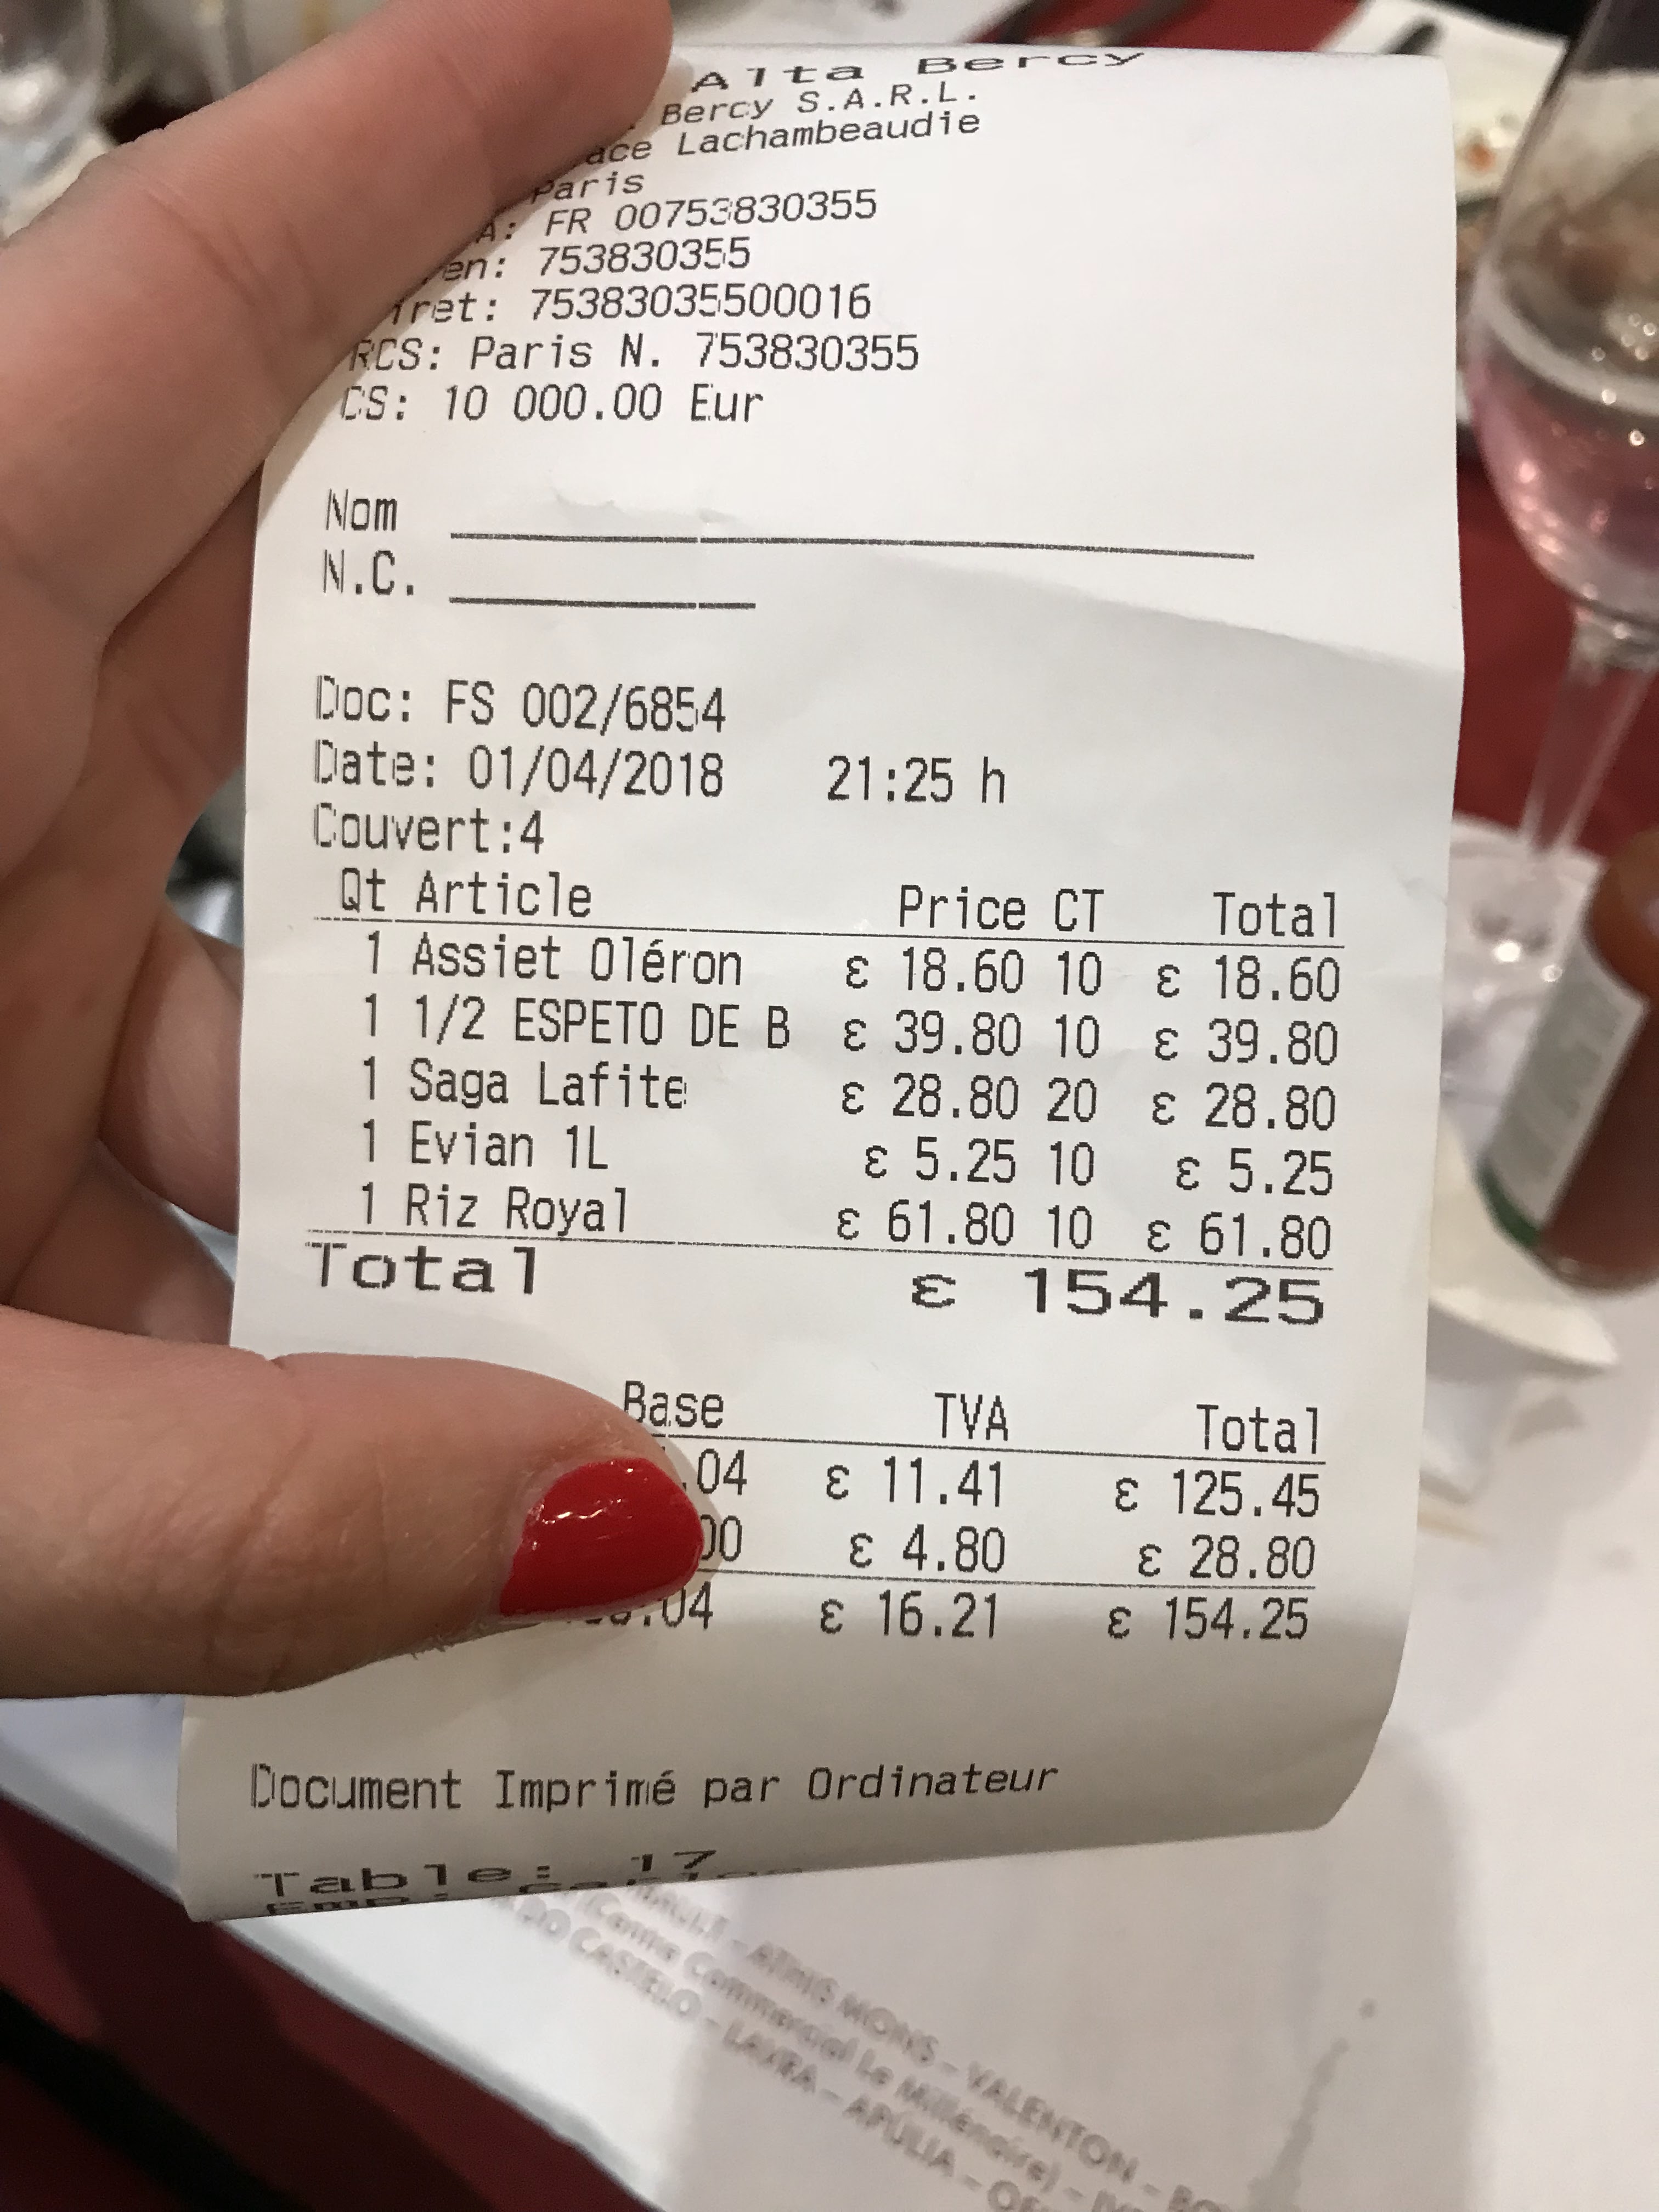 Alta Bercy
Bercy S.A.R.L.
Lachambeaudie
Paris
FR 00753830355
753830355
75383035500016
RCS: Paris N. 753830355
CS: 10 000.00 Eur
Nom
N.C.
Doc: FS 002/6854
Date: 01/04/2018 21:25 h
Couvert:4
Qt Article Price CT Total
1 Assiet Oléron € 18.60 10 € 18.60
1 1/2 ESPETO DE B € 39.80 10 € 39.80
1 Saga Lafite € 28.80 20 € 28.80
1 Evian 1L € 5.25 10 € 5.25
1 Riz Royal € 61.80 10 € 61.80
Total € 154.25
Base TVA Total
.04 € 11.41 € 125.45
00 € 4.80 € 28.80
.04 € 16.21 € 154.25
Document Imprimé par Ordinateur
Table: 17
- ATHIS MONS - VALENTON -
(Centre Commercial Le Millénaire) -
DO CASTELO - LAVRA - APÚLIA -